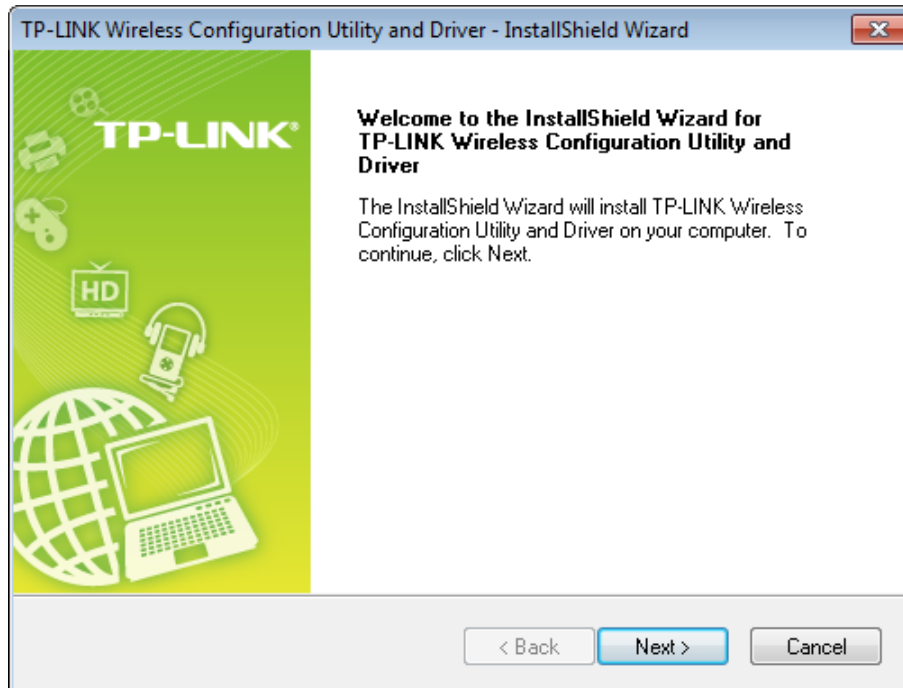 TP-LINK Wireless Configuration Utility and Driver - InstallShield Wizard
TP-LINK®
Welcome to the InstallShield Wizard for
TP-LINK Wireless Configuration Utility and
Driver
The InstallShield Wizard will install TP-LINK Wireless
Configuration Utility and Driver on your computer. To
continue, click Next.
HD
< Back
Next >
Cancel